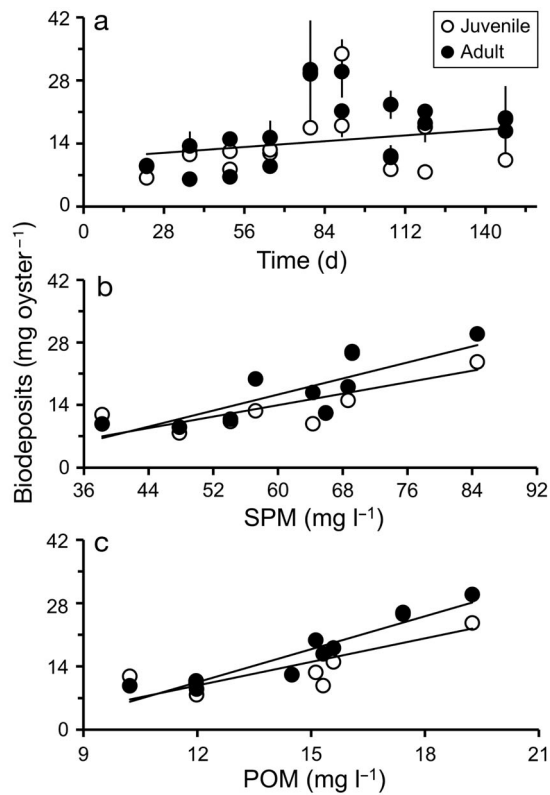 a
Juvenile
Adult
42
28
14
0
0 28 56 84 112 140
Time (d)
Biodeposits (mg oyster⁻¹)
b
42
28
14
0
36 44 52 60 68 76 84 92
SPM (mg l⁻¹)
c
42
28
14
0
9 12 15 18 21
POM (mg l⁻¹)